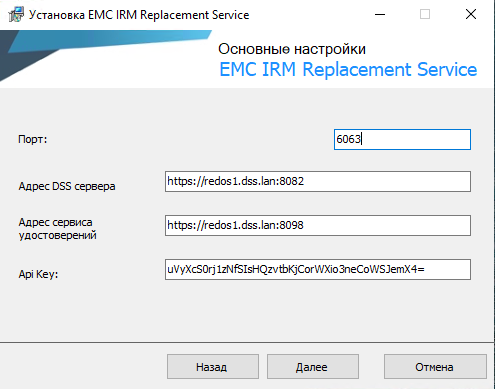 Установка EMC IRM Replacement Service
Основные настройки
EMC IRM Replacement Service
Порт:
6063
Адрес DSS сервера
https://redos1.dss.lan:8082
Адрес сервиса
удостоверений
https://redos1.dss.lan:8098
Api Key:
uVyXcS0rj1zNfSIsHQzvtbKjCorWXio3neCoWSJemX4=
Назад
Далее
Отмена